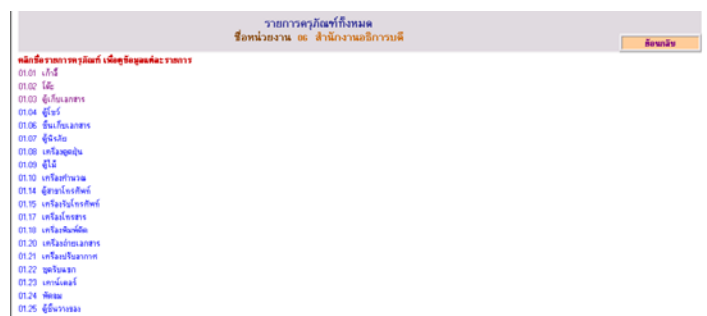 รายการครุภัณฑ์ทั้งหมด
ชื่อหน่วยงาน 06 สำนักงานอธิการบดี
ย้อนกลับ
คลิกชื่อรายการครุภัณฑ์ เพื่อดูข้อมูลแต่ละรายการ
01.01 เก้าอี้
01.02 โต๊ะ
01.03 ตู้เก็บเอกสาร
01.04 ตู้โชว์
01.06 ชั้นเก็บเอกสาร
01.07 ตู้นิรภัย
01.08 เครื่องดูดฝุ่น
01.09 ตู้ไม้
01.10 เครื่องคำนวณ
01.14 ตู้สาขาโทรศัพท์
01.15 เครื่องรับโทรศัพท์
01.17 เครื่องโทรสาร
01.18 เครื่องพิมพ์ดีด
01.20 เครื่องถ่ายเอกสาร
01.21 เครื่องปรับอากาศ
01.22 ชุดรับแขก
01.23 เคาน์เตอร์
01.24 พัดลม
01.25 ตู้ชั้นวางของ